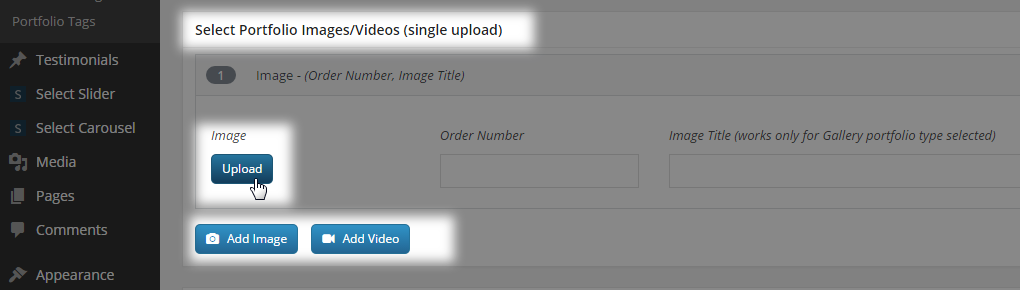 Portfolio Tags
Testimonials
S Select Slider
S Select Carousel
Media
Pages
Comments
Appearance
Select Portfolio Images/Videos (single upload)
1 Image - (Order Number, Image Title)
Image Order Number Image Title (works only for Gallery portfolio type selected)
Upload
Add Image Add Video